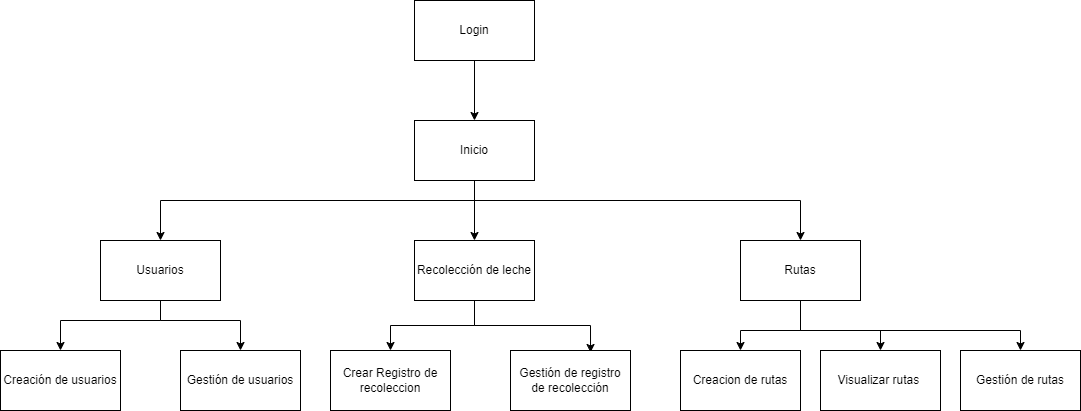 Login
Inicio
Usuarios
Recolección de leche
Rutas
Creación de usuarios
Gestión de usuarios
Crear Registro de
recoleccion
Gestión de registro
de recolección
Creacion de rutas
Visualizar rutas
Gestión de rutas